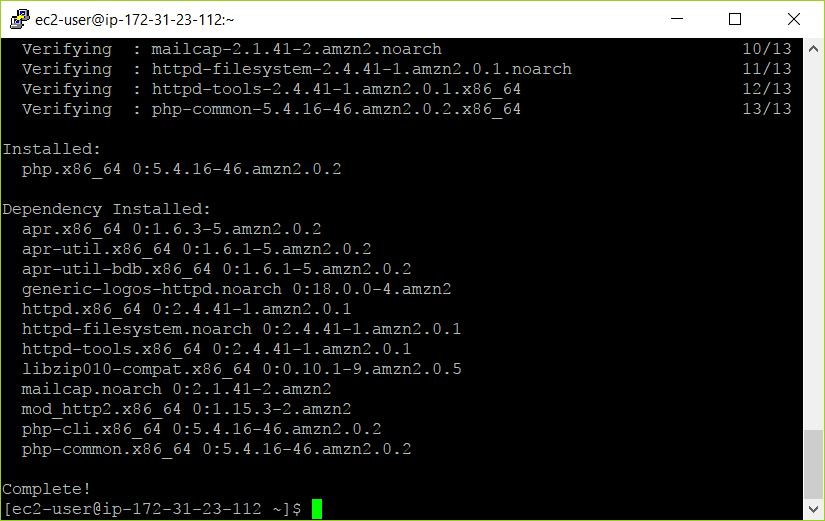 ec2-user@ip-172-31-23-112:~
Verifying : mailcap-2.1.41-2.amzn2.noarch 10/13
Verifying : httpd-filesystem-2.4.41-1.amzn2.0.1.noarch 11/13
Verifying : httpd-tools-2.4.41-1.amzn2.0.1.x86_64 12/13
Verifying : php-common-5.4.16-46.amzn2.0.2.x86_64 13/13
Installed:
php.x86_64 0:5.4.16-46.amzn2.0.2
Dependency Installed:
apr.x86_64 0:1.6.3-5.amzn2.0.2
apr-util.x86_64 0:1.6.1-5.amzn2.0.2
apr-util-bdb.x86_64 0:1.6.1-5.amzn2.0.2
generic-logos-httpd.noarch 0:18.0.0-4.amzn2
httpd.x86_64 0:2.4.41-1.amzn2.0.1
httpd-filesystem.noarch 0:2.4.41-1.amzn2.0.1
httpd-tools.x86_64 0:2.4.41-1.amzn2.0.1
libzip010-compat.x86_64 0:0.10.1-9.amzn2.0.5
mailcap.noarch 0:2.1.41-2.amzn2
mod_http2.x86_64 0:1.15.3-2.amzn2
php-cli.x86_64 0:5.4.16-46.amzn2.0.2
php-common.x86_64 0:5.4.16-46.amzn2.0.2
Complete!
[ec2-user@ip-172-31-23-112 ~]$